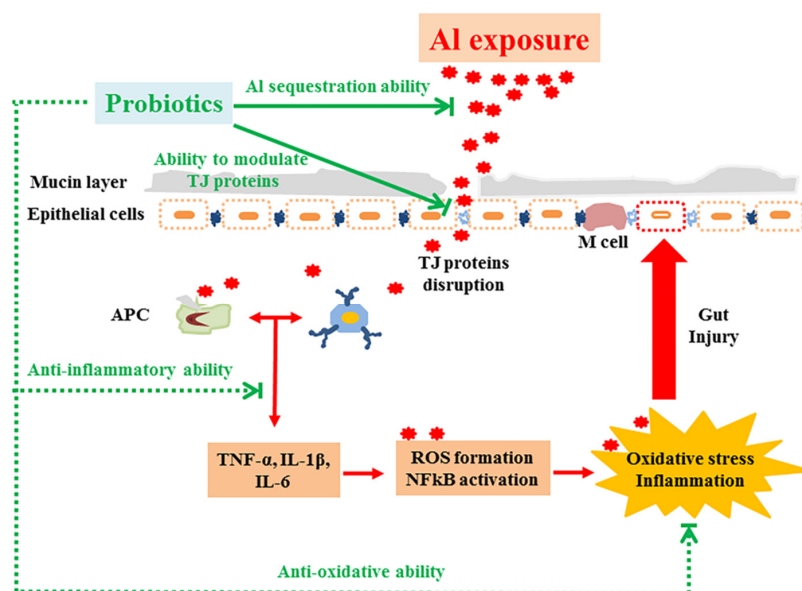 Al exposure
Al sequestration ability
Probiotics
Ability to modulate
TJ proteins
Mucin layer
Epithelial cells
M cell
TJ proteins
disruption
APC
Gut
Injury
Anti-inflammatory ability
TNF-α, IL-1β,
IL-6
ROS formation
NFkB activation
Oxidative stress
Inflammation
Anti-oxidative ability